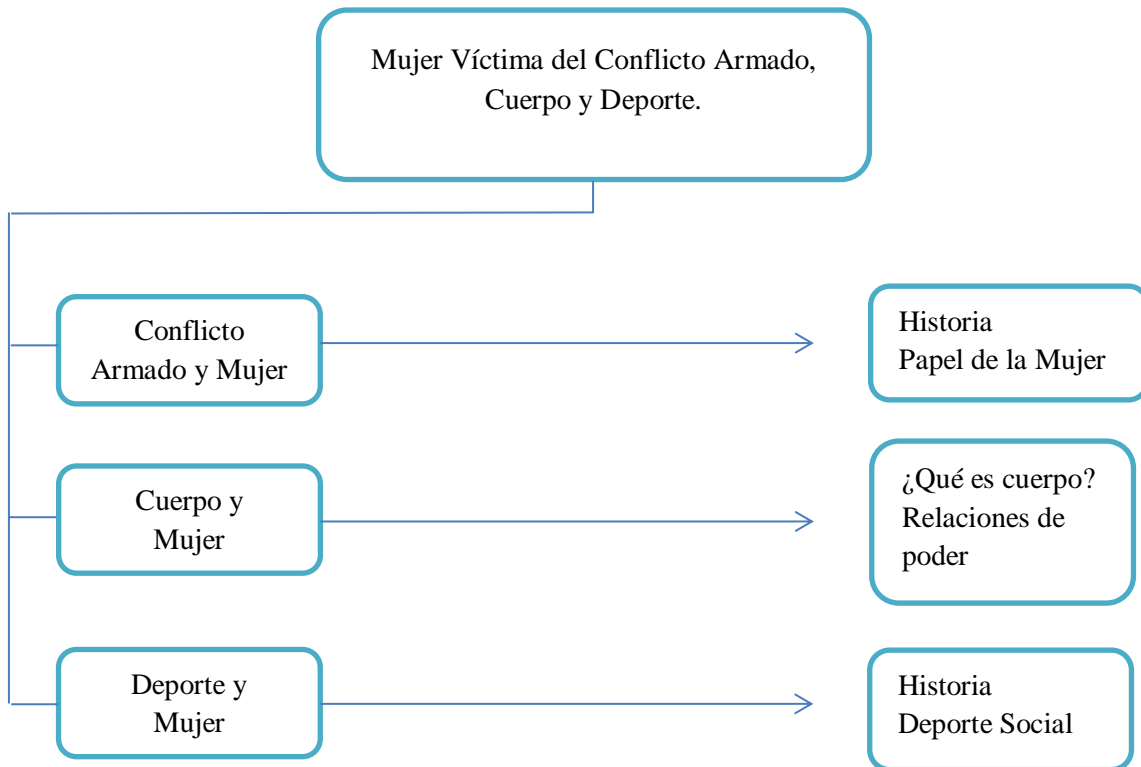 Mujer Víctima del Conflicto Armado,
Cuerpo y Deporte.
Conflicto
Armado y Mujer
Historia
Papel de la Mujer
Cuerpo y
Mujer
¿Qué es cuerpo?
Relaciones de
poder
Deporte y
Mujer
Historia
Deporte Social